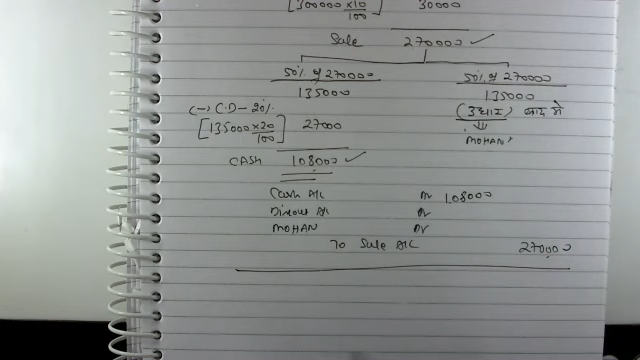 [300000 × 10/100] 30000
Sale 270000 ✓
50% of 270000 50% of 270000
135000 135000
(-) C.D - 20% (उधार) बाद में
[135000 × 20/100] 27000 ⇓
MOHAN
CASH 108000 ✓
Cash A/c Dr 108000
Discount A/c Dr
MOHAN Dr
To Sale A/c 270000